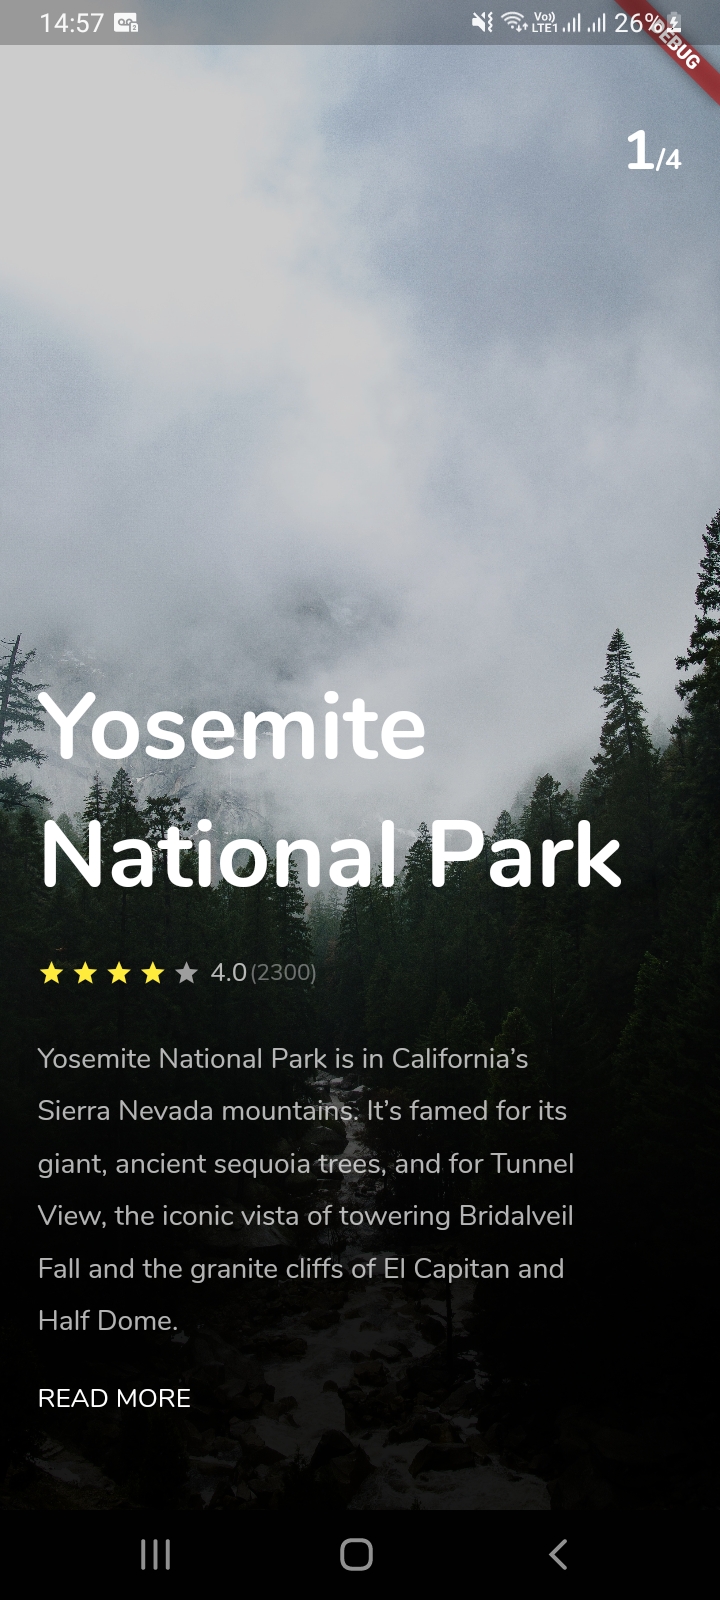 14:57
Vo)) LTE1 26%
DEBUG
1/4
Yosemite
National Park
4.0 (2300)
Yosemite National Park is in California’s
Sierra Nevada mountains. It’s famed for its
giant, ancient sequoia trees, and for Tunnel
View, the iconic vista of towering Bridalveil
Fall and the granite cliffs of El Capitan and
Half Dome.
READ MORE